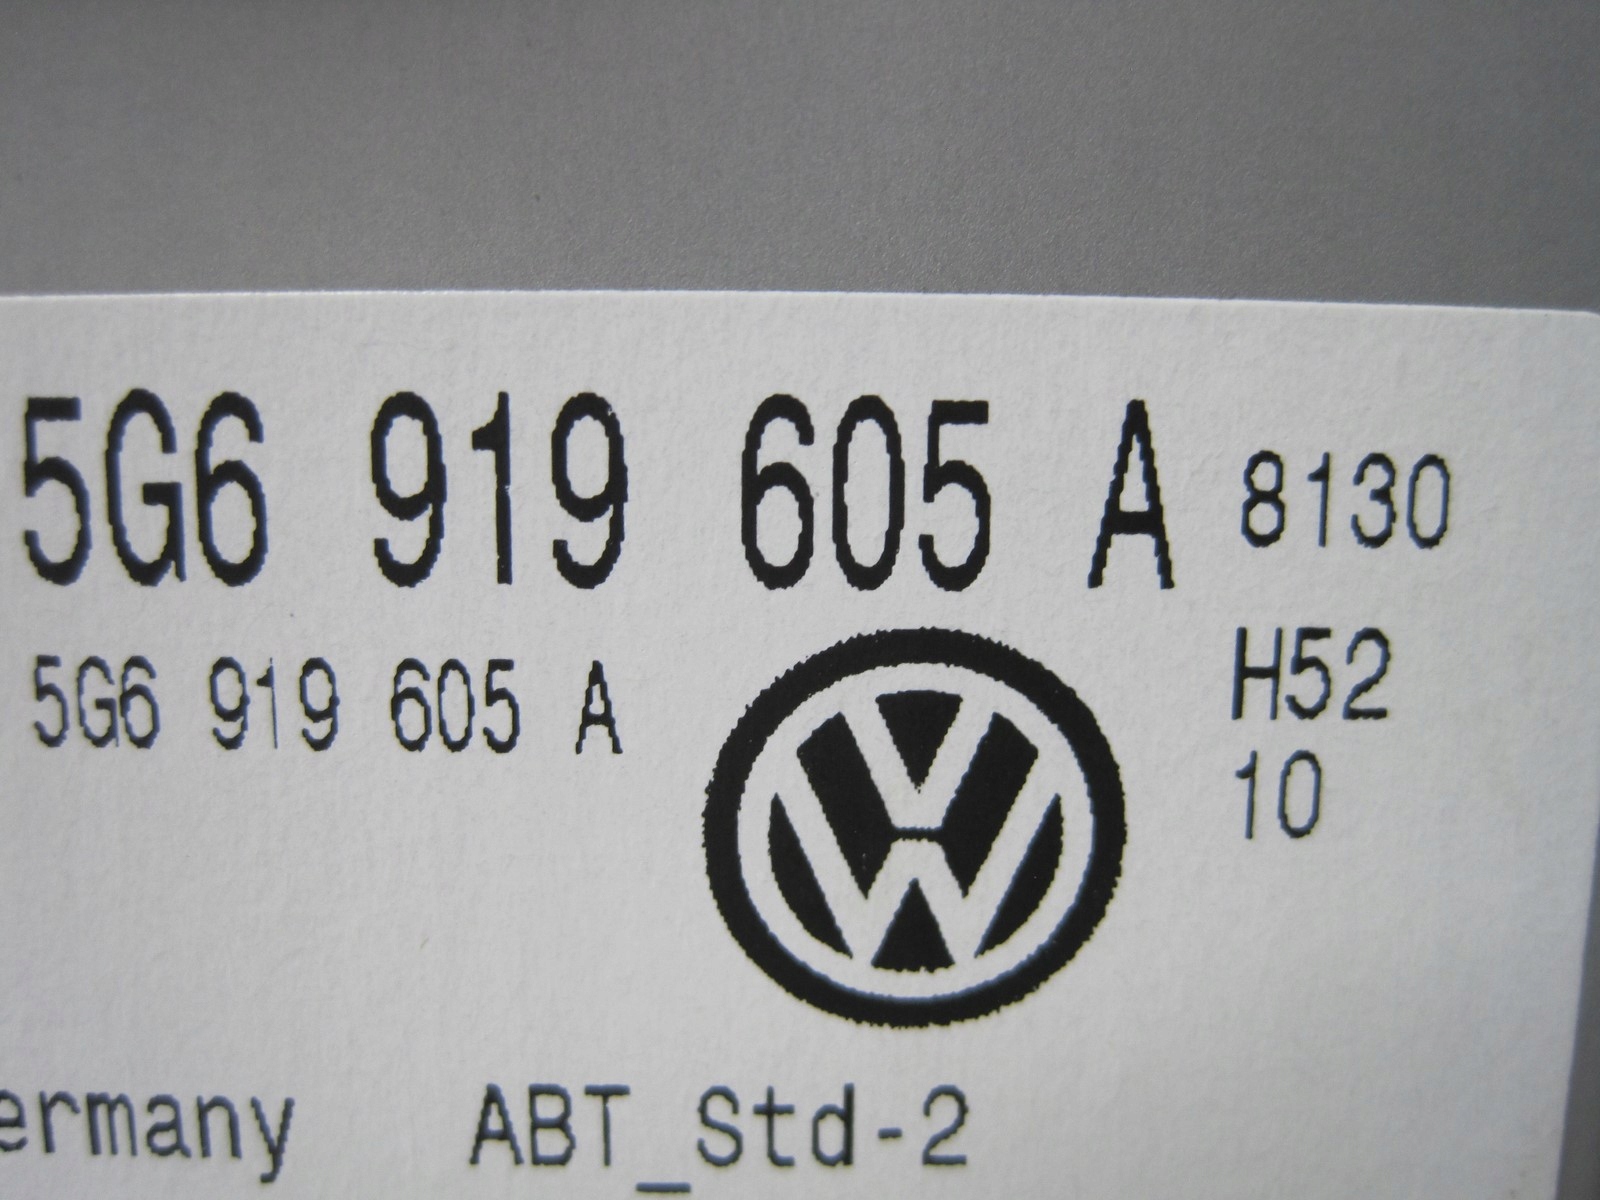 5G6 919 605 A 8130
5G6 919 605 A
H52
10
ermany ABT_Std-2